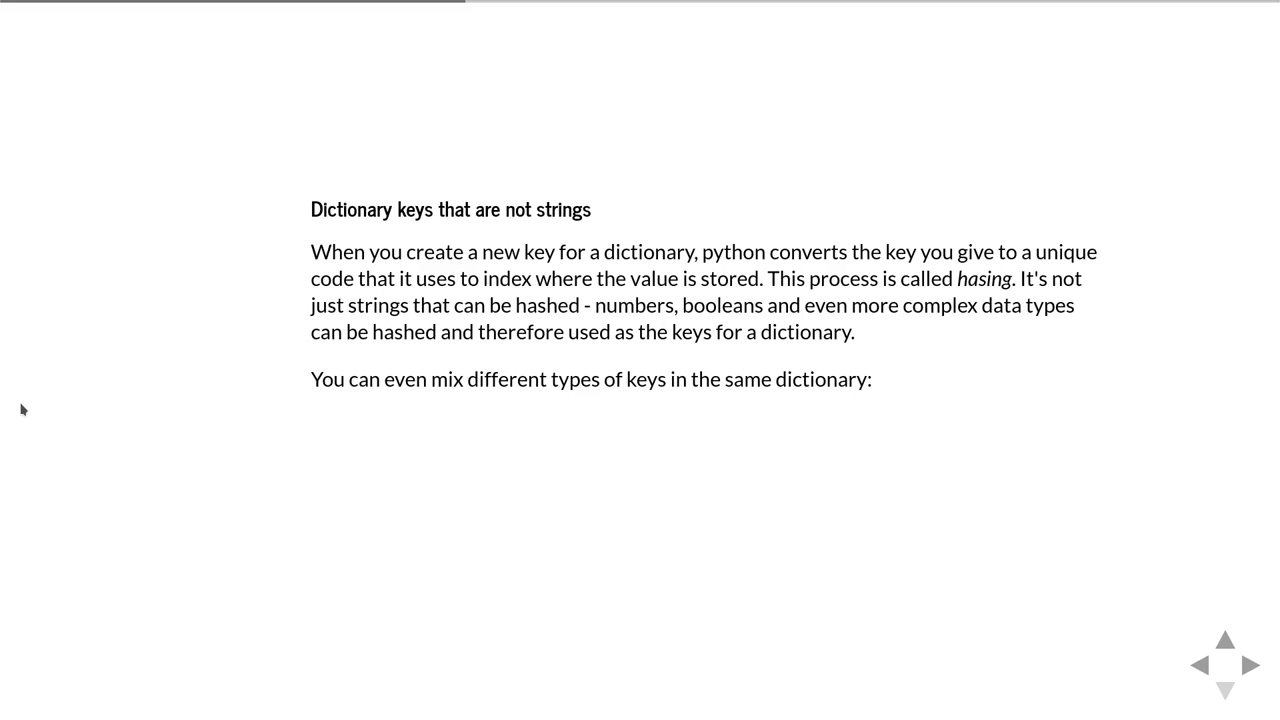 Dictionary keys that are not strings
When you create a new key for a dictionary, python converts the key you give to a unique
code that it uses to index where the value is stored. This process is called hasing. It's not
just strings that can be hashed - numbers, booleans and even more complex data types
can be hashed and therefore used as the keys for a dictionary.
You can even mix different types of keys in the same dictionary: